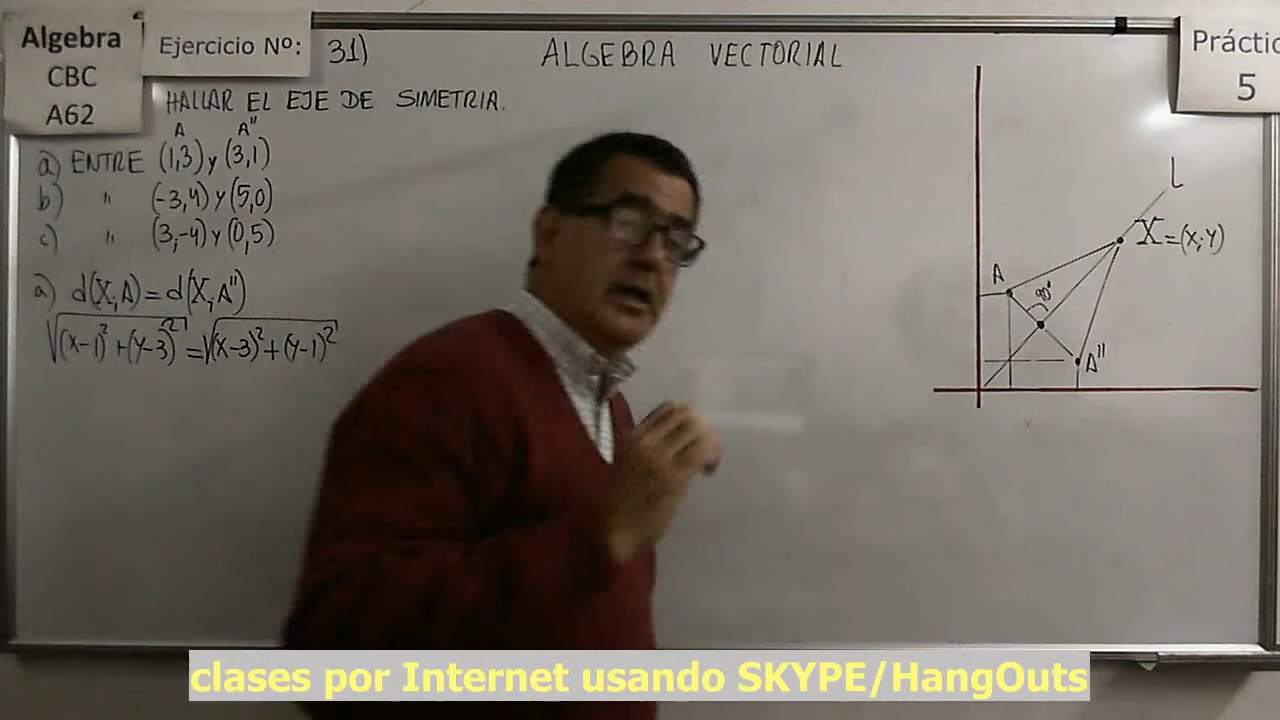 Algebra
CBC
A62
Ejercicio Nº: 31)
ALGEBRA VECTORIAL
Práctic
5
HALLAR EL EJE DE SIMETRIA.
A A"
a) ENTRE (1,3) y (3,1)
b) " (-3,4) y (5,0)
c) " (3,-4) y (0,5)
a) d(X,A) = d(X,A")
√(x-1)²+(y-3)² = √(x-3)²+(y-1)²
L
X=(x;y)
A
90°
A"
clases por Internet usando SKYPE/HangOuts